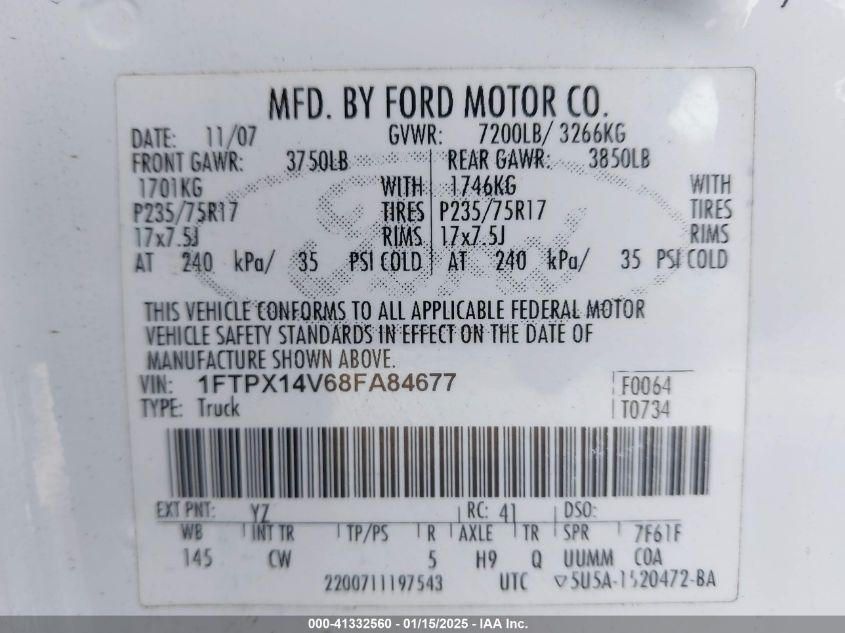 MFD. BY FORD MOTOR CO.
DATE: 11/07 GVWR: 7200LB/ 3266KG
FRONT GAWR: 3750LB REAR GAWR: 3850LB
1701KG WITH 1746KG WITH
P235/75R17 TIRES P235/75R17 TIRES
17x7.5J RIMS 17x7.5J RIMS
AT 240 kPa/ 35 PSI COLD AT 240 kPa/ 35 PSI COLD
Ford
THIS VEHICLE CONFORMS TO ALL APPLICABLE FEDERAL MOTOR
VEHICLE SAFETY STANDARDS IN EFFECT ON THE DATE OF
MANUFACTURE SHOWN ABOVE.
VIN: 1FTPX14V68FA84677 F0064
TYPE: Truck T0734
EXT PNT: YZ RC: 41 DSO:
WB INT TR TP/PS R AXLE TR SPR 7F61F
145 CW 5 H9 Q UUMM COA
2200711197543 UTC ▽5U5A-1520472-BA
000-41332560 - 01/15/2025 - IAA Inc.